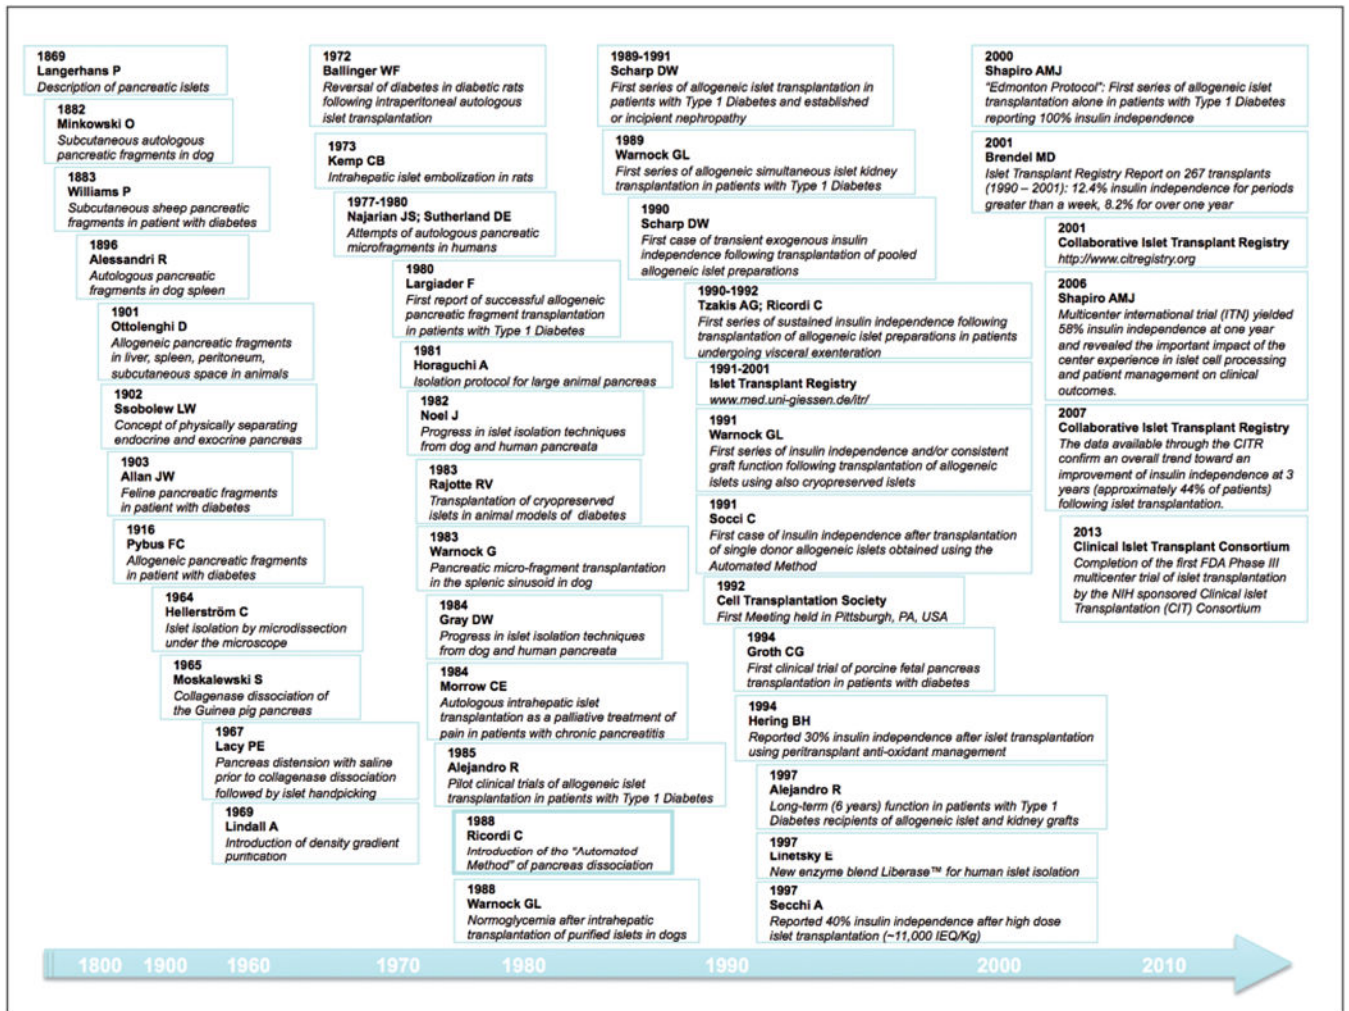 1869
Langerhans P
Description of pancreatic islets
1882
Minkowski O
Subcutaneous autologous
pancreatic fragments in dog
1883
Williams P
Subcutaneous sheep pancreatic
fragments in patient with diabetes
1896
Alessandri R
Autologous pancreatic
fragments in dog spleen
1901
Ottolenghi D
Allogeneic pancreatic fragments
in liver, spleen, peritoneum,
subcutaneous space in animals
1902
Ssobolew LW
Concept of physically separating
endocrine and exocrine pancreas
1903
Allan JW
Feline pancreatic fragments
in patient with diabetes
1916
Pybus FC
Allogeneic pancreatic fragments
in patient with diabetes
1964
Hellerström C
Islet isolation by microdissection
under the microscope
1965
Moskalewski S
Collagenase dissociation of
the Guinea pig pancreas
1967
Lacy PE
Pancreas distension with saline
prior to collagenase dissociation
followed by islet handpicking
1969
Lindall A
Introduction of density gradient
purification
1972
Ballinger WF
Reversal of diabetes in diabetic rats
following intraperitoneal autologous
islet transplantation
1973
Kemp CB
Intrahepatic islet embolization in rats
1977-1980
Najarian JS; Sutherland DE
Attempts of autologous pancreatic
microfragments in humans
1980
Largiader F
First report of successful allogeneic
pancreatic fragment transplantation
in patients with Type 1 Diabetes
1981
Horaguchi A
Isolation protocol for large animal pancreas
1982
Noel J
Progress in islet isolation techniques
from dog and human pancreata
1983
Rajotte RV
Transplantation of cryopreserved
islets in animal models of diabetes
1983
Warnock G
Pancreatic micro-fragment transplantation
in the splenic sinusoid in dog
1984
Gray DW
Progress in islet isolation techniques
from dog and human pancreata
1984
Morrow CE
Autologous intrahepatic islet
transplantation as a palliative treatment of
pain in patients with chronic pancreatitis
1985
Alejandro R
Pilot clinical trials of allogeneic islet
transplantation in patients with Type 1 Diabetes
1988
Ricordi C
Introduction of the "Automated
Method" of pancreas dissociation
1988
Warnock GL
Normoglycemia after intrahepatic
transplantation of purified islets in dogs
1989-1991
Scharp DW
First series of allogeneic islet transplantation in
patients with Type 1 Diabetes and established
or incipient nephropathy
1989
Warnock GL
First series of allogeneic simultaneous islet kidney
transplantation in patients with Type 1 Diabetes
1990
Scharp DW
First case of transient exogenous insulin
independence following transplantation of pooled
allogeneic islet preparations
1990-1992
Tzakis AG; Ricordi C
First series of sustained insulin independence following
transplantation of allogeneic islet preparations in patients
undergoing visceral exenteration
1991-2001
Islet Transplant Registry
www.med.uni-giessen.de/itr/
1991
Warnock GL
First series of insulin independence and/or consistent
graft function following transplantation of allogeneic
islets using also cryopreserved islets
1991
Socci C
First case of insulin independence after transplantation
of single donor allogeneic islets obtained using the
Automated Method
1992
Cell Transplantation Society
First Meeting held in Pittsburgh, PA, USA
1994
Groth CG
First clinical trial of porcine fetal pancreas
transplantation in patients with diabetes
1994
Hering BH
Reported 30% insulin independence after islet transplantation
using peritransplant anti-oxidant management
1997
Alejandro R
Long-term (6 years) function in patients with Type 1
Diabetes recipients of allogeneic islet and kidney grafts
1997
Linetsky E
New enzyme blend Liberase™ for human islet isolation
1997
Secchi A
Reported 40% insulin independence after high dose
islet transplantation (~11,000 IEQ/Kg)
2000
Shapiro AMJ
"Edmonton Protocol": First series of allogeneic islet
transplantation alone in patients with Type 1 Diabetes
reporting 100% insulin independence
2001
Brendel MD
Islet Transplant Registry Report on 267 transplants
(1990 – 2001): 12.4% insulin independence for periods
greater than a week, 8.2% for over one year
2001
Collaborative Islet Transplant Registry
http://www.citregistry.org
2006
Shapiro AMJ
Multicenter international trial (ITN) yielded
58% insulin independence at one year
and revealed the important impact of the
center experience in islet cell processing
and patient management on clinical
outcomes.
2007
Collaborative Islet Transplant Registry
The data available through the CITR
confirm an overall trend toward an
improvement of insulin independence at 3
years (approximately 44% of patients)
following islet transplantation.
2013
Clinical Islet Transplant Consortium
Completion of the first FDA Phase III
multicenter trial of islet transplantation
by the NIH sponsored Clinical Islet
Transplantation (CIT) Consortium
1800 1900 1960 1970 1980 1990 2000 2010